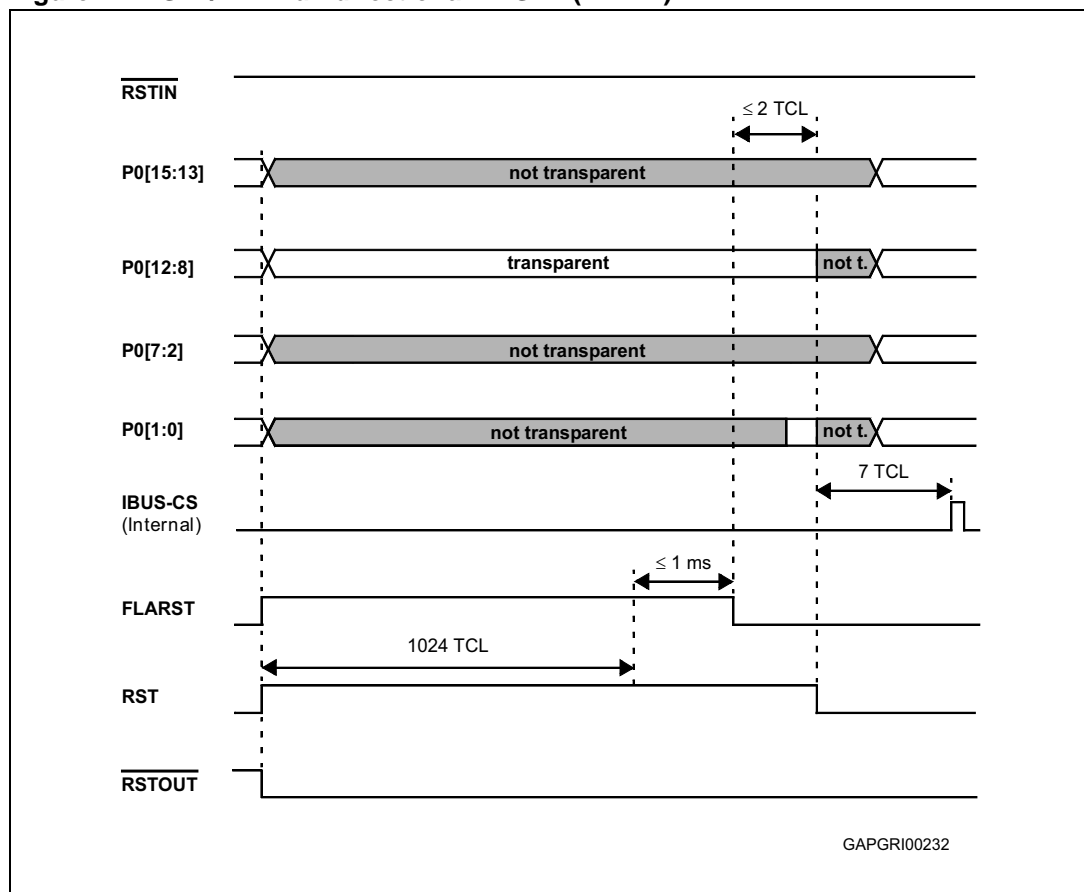 RSTIN
≤ 2 TCL
P0[15:13]
not transparent
P0[12:8]
transparent
not t.
P0[7:2]
not transparent
P0[1:0]
not transparent
not t.
7 TCL
IBUS-CS
(Internal)
≤ 1 ms
FLARST
1024 TCL
RST
RSTOUT
GAPGRI00232